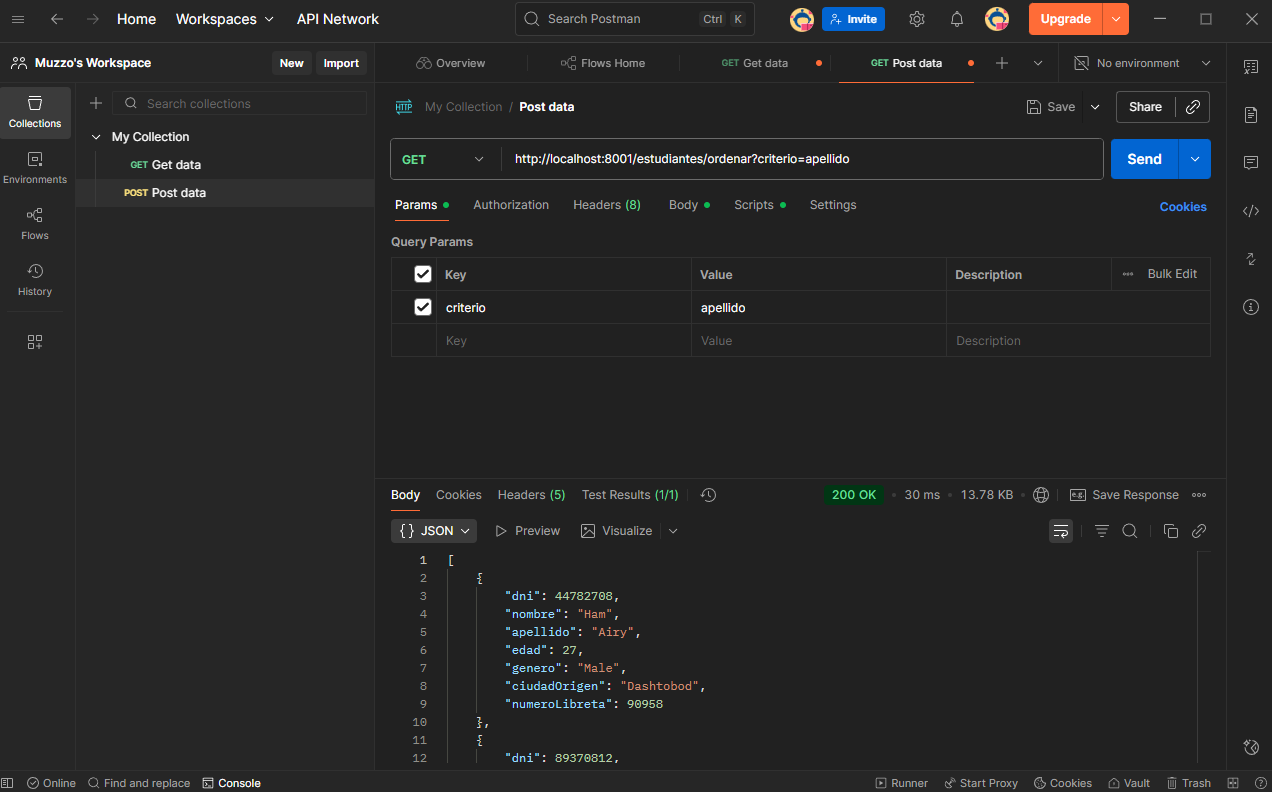 Home Workspaces API Network Search Postman Ctrl K Invite Upgrade
Muzzo's Workspace New Import
Overview Flows Home GET Get data GET Post data No environment
Collections
Environments
Flows
History
Search collections
My Collection
GET Get data
POST Post data
HTTP My Collection / Post data Save Share
GET http://localhost:8001/estudiantes/ordenar?criterio=apellido Send
Params Authorization Headers (8) Body Scripts Settings Cookies
Query Params
Key Value Description Bulk Edit
criterio apellido
Key Value Description
Body Cookies Headers (5) Test Results (1/1) 200 OK 30 ms 13.78 KB e.g. Save Response
{} JSON Preview Visualize
1 [
2 {
3 "dni": 44782708,
4 "nombre": "Ham",
5 "apellido": "Airy",
6 "edad": 27,
7 "genero": "Male",
8 "ciudadOrigen": "Dashtobod",
9 "numeroLibreta": 90958
10 },
11 {
12 "dni": 89370812,
Online Find and replace Console Runner Start Proxy Cookies Vault Trash